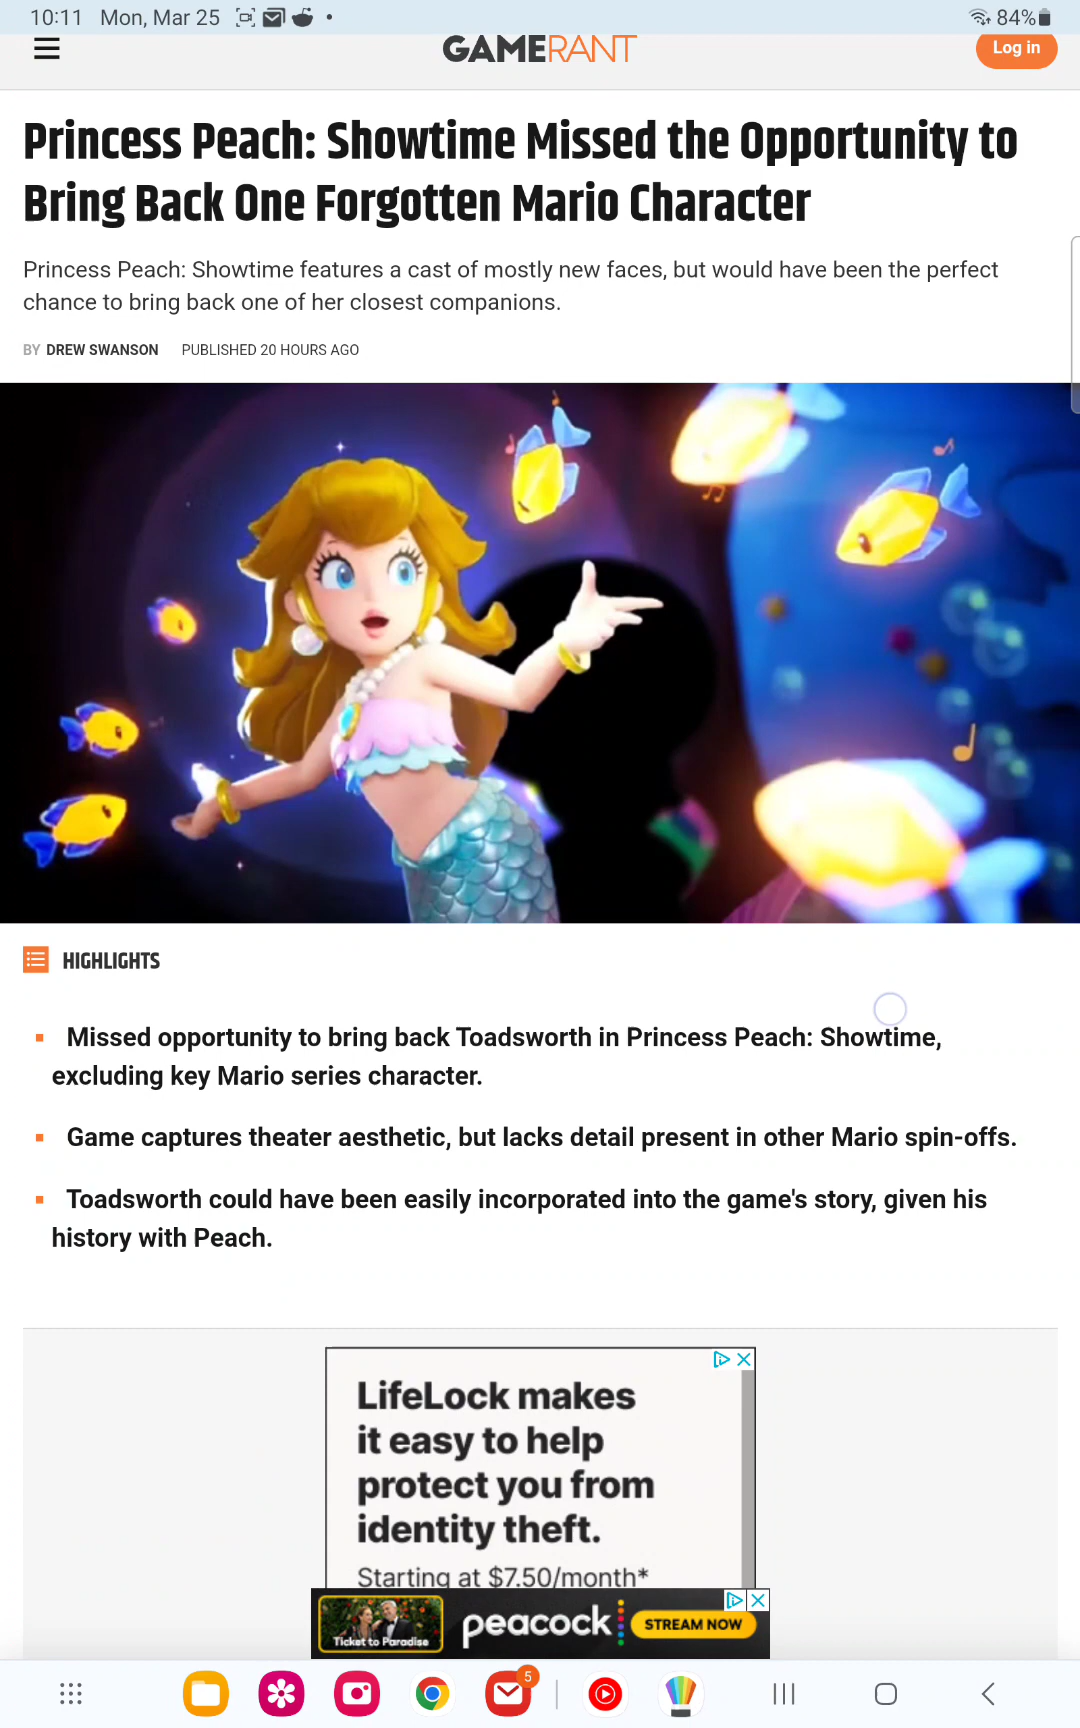 10:11 Mon, Mar 25
84%
GAMERANT
Log in
Princess Peach: Showtime Missed the Opportunity to
Bring Back One Forgotten Mario Character
Princess Peach: Showtime features a cast of mostly new faces, but would have been the perfect
chance to bring back one of her closest companions.
BY DREW SWANSON PUBLISHED 20 HOURS AGO
HIGHLIGHTS
Missed opportunity to bring back Toadsworth in Princess Peach: Showtime,
excluding key Mario series character.
Game captures theater aesthetic, but lacks detail present in other Mario spin-offs.
Toadsworth could have been easily incorporated into the game's story, given his
history with Peach.
LifeLock makes
it easy to help
protect you from
identity theft.
Starting at $7.50/month*
Ticket to Paradise
peacock
STREAM NOW
5